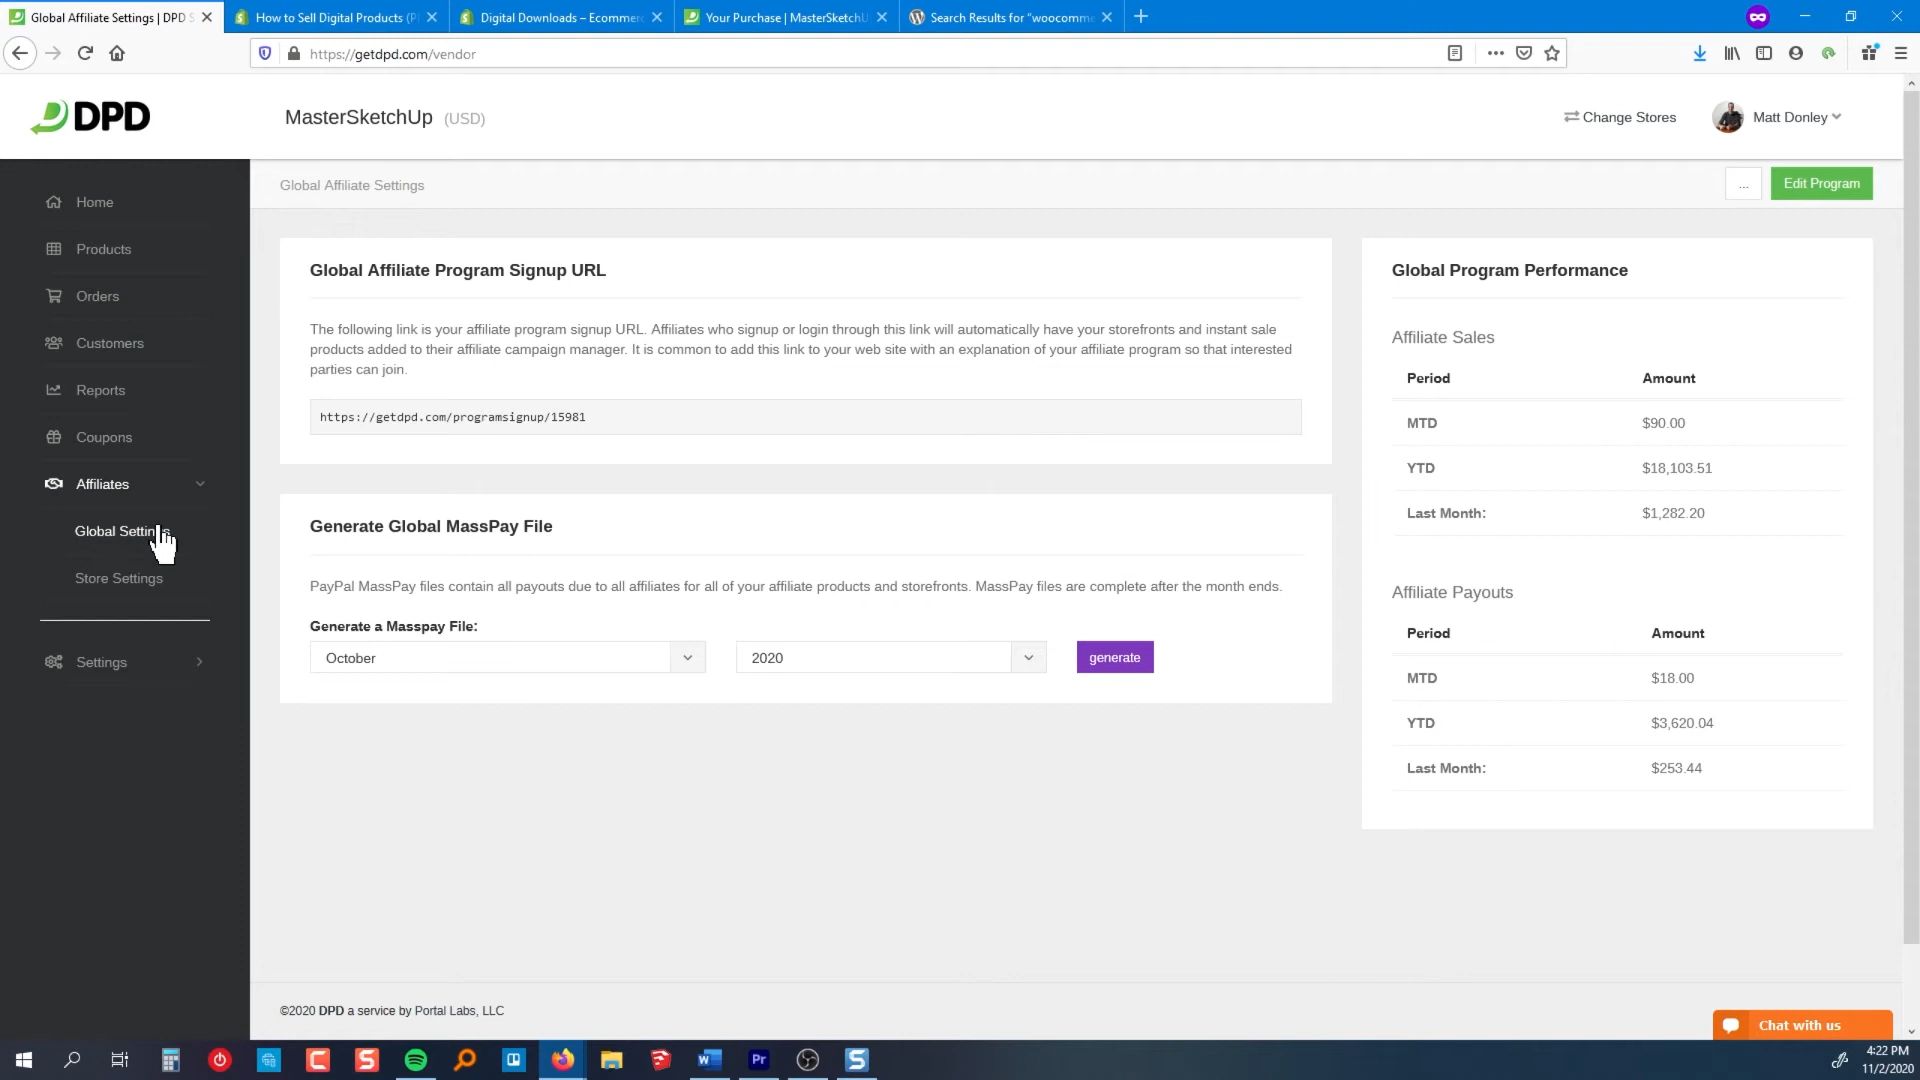 Global Affiliate Settings | DPD S
How to Sell Digital Products (P
Digital Downloads – Ecommerc
Your Purchase | MasterSketchU
Search Results for "woocomme
https://getdpd.com/vendor
DPD
MasterSketchUp (USD)
Change Stores
Matt Donley
Home
Products
Orders
Customers
Reports
Coupons
Affiliates
Global Settings
Store Settings
Settings
Global Affiliate Settings
...
Edit Program
Global Affiliate Program Signup URL
The following link is your affiliate program signup URL. Affiliates who signup or login through this link will automatically have your storefronts and instant sale
products added to their affiliate campaign manager. It is common to add this link to your web site with an explanation of your affiliate program so that interested
parties can join.
https://getdpd.com/programsignup/15981
Generate Global MassPay File
PayPal MassPay files contain all payouts due to all affiliates for all of your affiliate products and storefronts. MassPay files are complete after the month ends.
Generate a Masspay File:
October
2020
generate
Global Program Performance
Affiliate Sales
Period Amount
MTD $90.00
YTD $18,103.51
Last Month: $1,282.20
Affiliate Payouts
Period Amount
MTD $18.00
YTD $3,620.04
Last Month: $253.44
©2020 DPD a service by Portal Labs, LLC
Chat with us
4:22 PM
11/2/2020